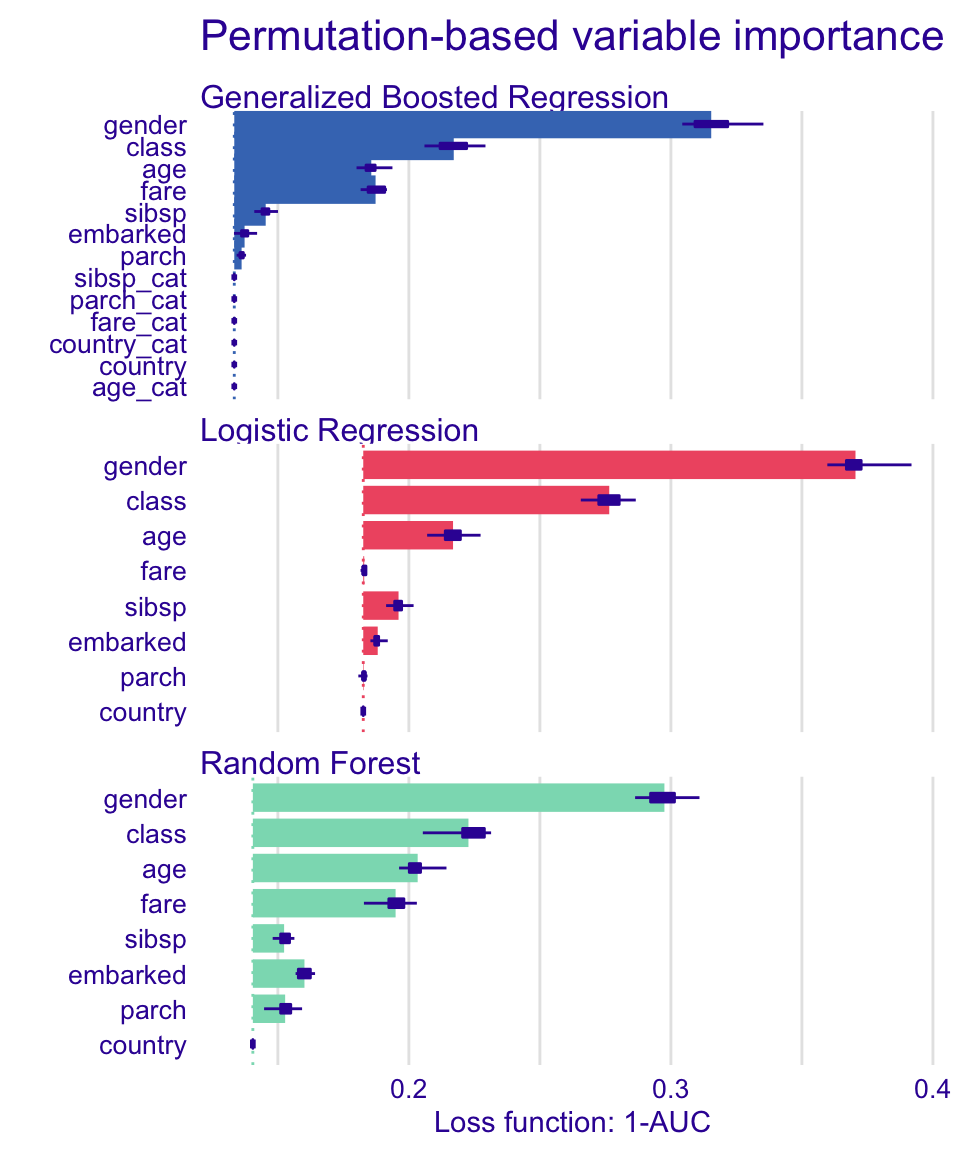 Permutation-based variable importance
Generalized Boosted Regression
gender
class
age
fare
sibsp
embarked
parch
sibsp_cat
parch_cat
fare_cat
country_cat
country
age_cat
Logistic Regression
gender
class
age
fare
sibsp
embarked
parch
country
Random Forest
gender
class
age
fare
sibsp
embarked
parch
country
0.2 0.3 0.4
Loss function: 1-AUC